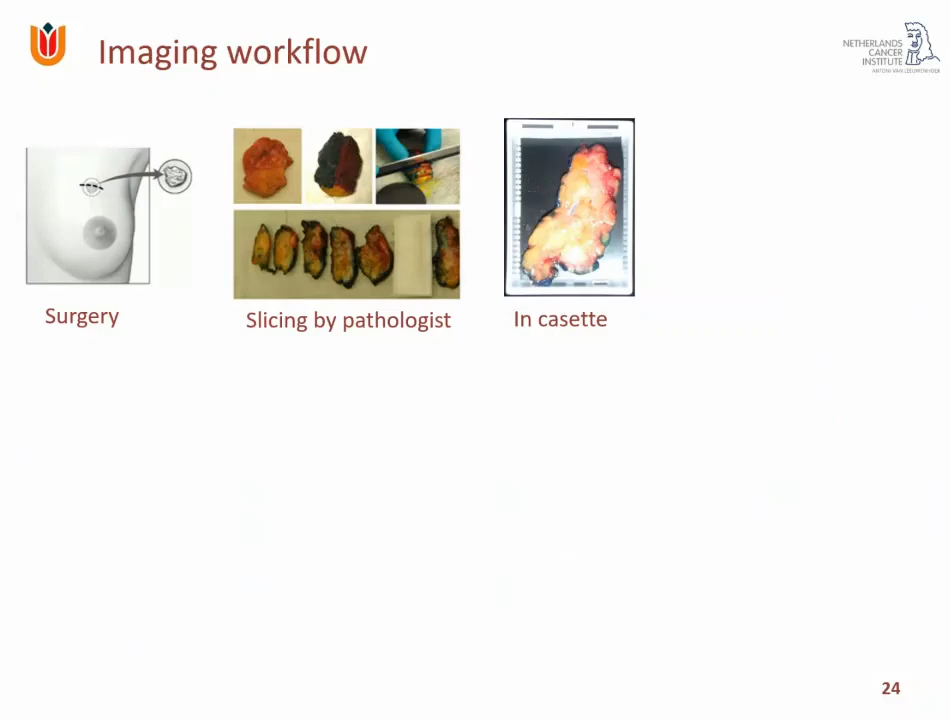 Imaging workflow
NETHERLANDS
CANCER
INSTITUTE
ANTONI VAN LEEUWENHOEK
Surgery
Slicing by pathologist
In casette
24